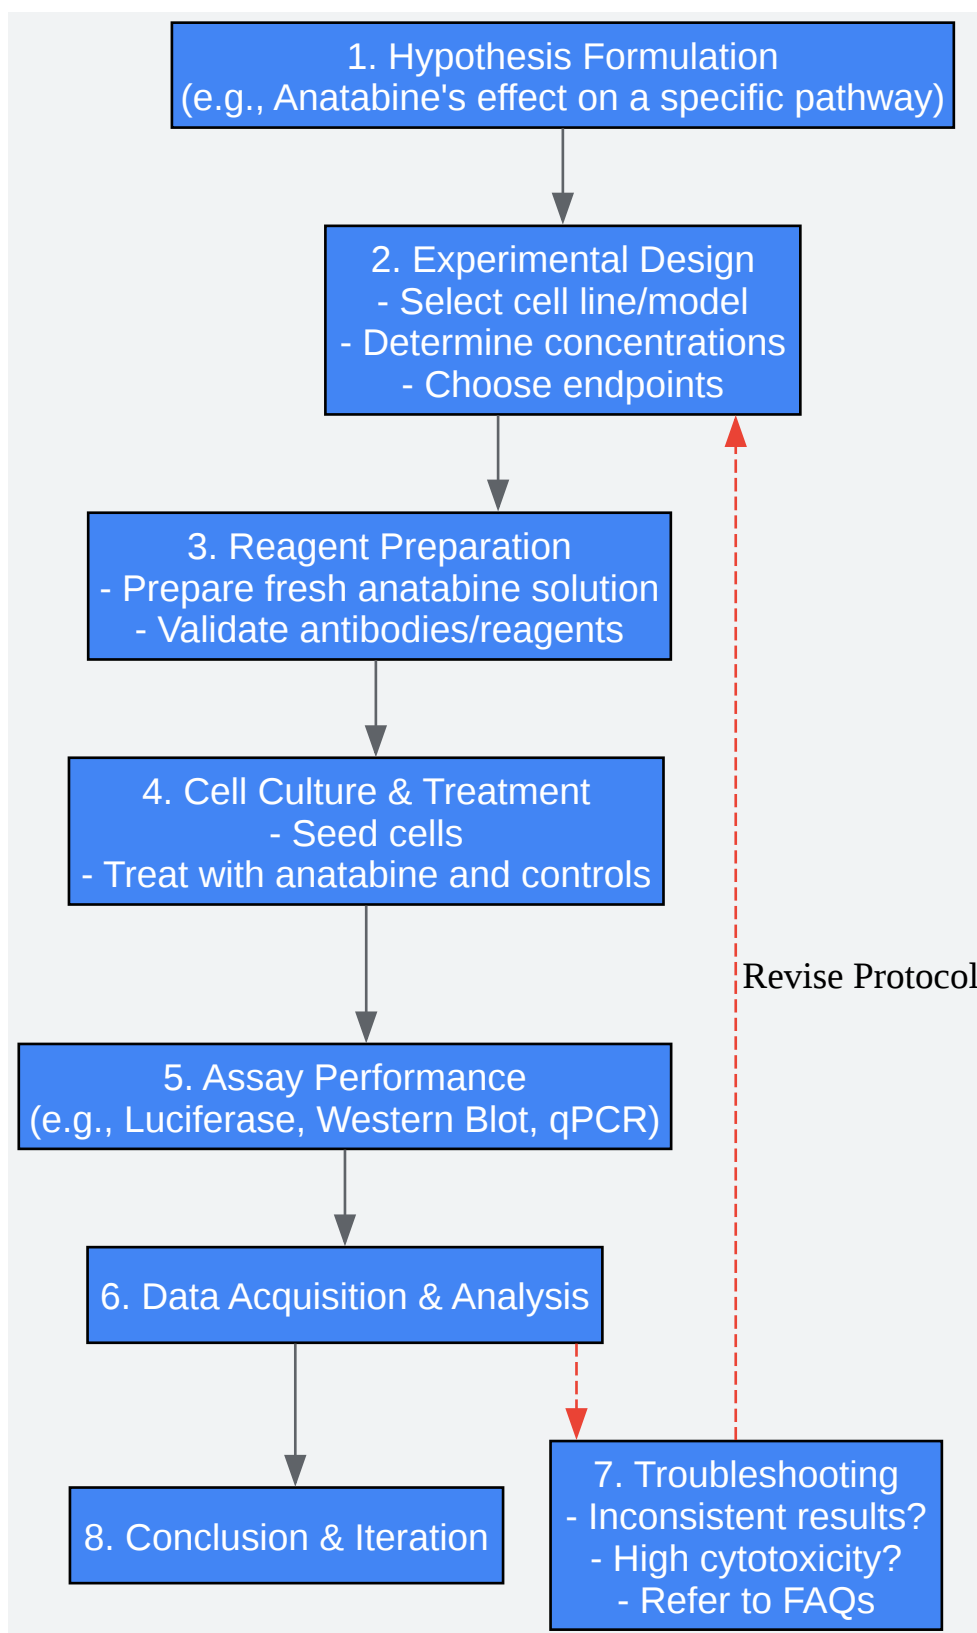 1. Hypothesis Formulation
(e.g., Anatabine's effect on a specific pathway)
2. Experimental Design
- Select cell line/model
- Determine concentrations
- Choose endpoints
3. Reagent Preparation
- Prepare fresh anatabine solution
- Validate antibodies/reagents
4. Cell Culture & Treatment
- Seed cells
- Treat with anatabine and controls
Revise Protocol
5. Assay Performance
(e.g., Luciferase, Western Blot, qPCR)
6. Data Acquisition & Analysis
7. Troubleshooting
- Inconsistent results?
- High cytotoxicity?
- Refer to FAQs
8. Conclusion & Iteration